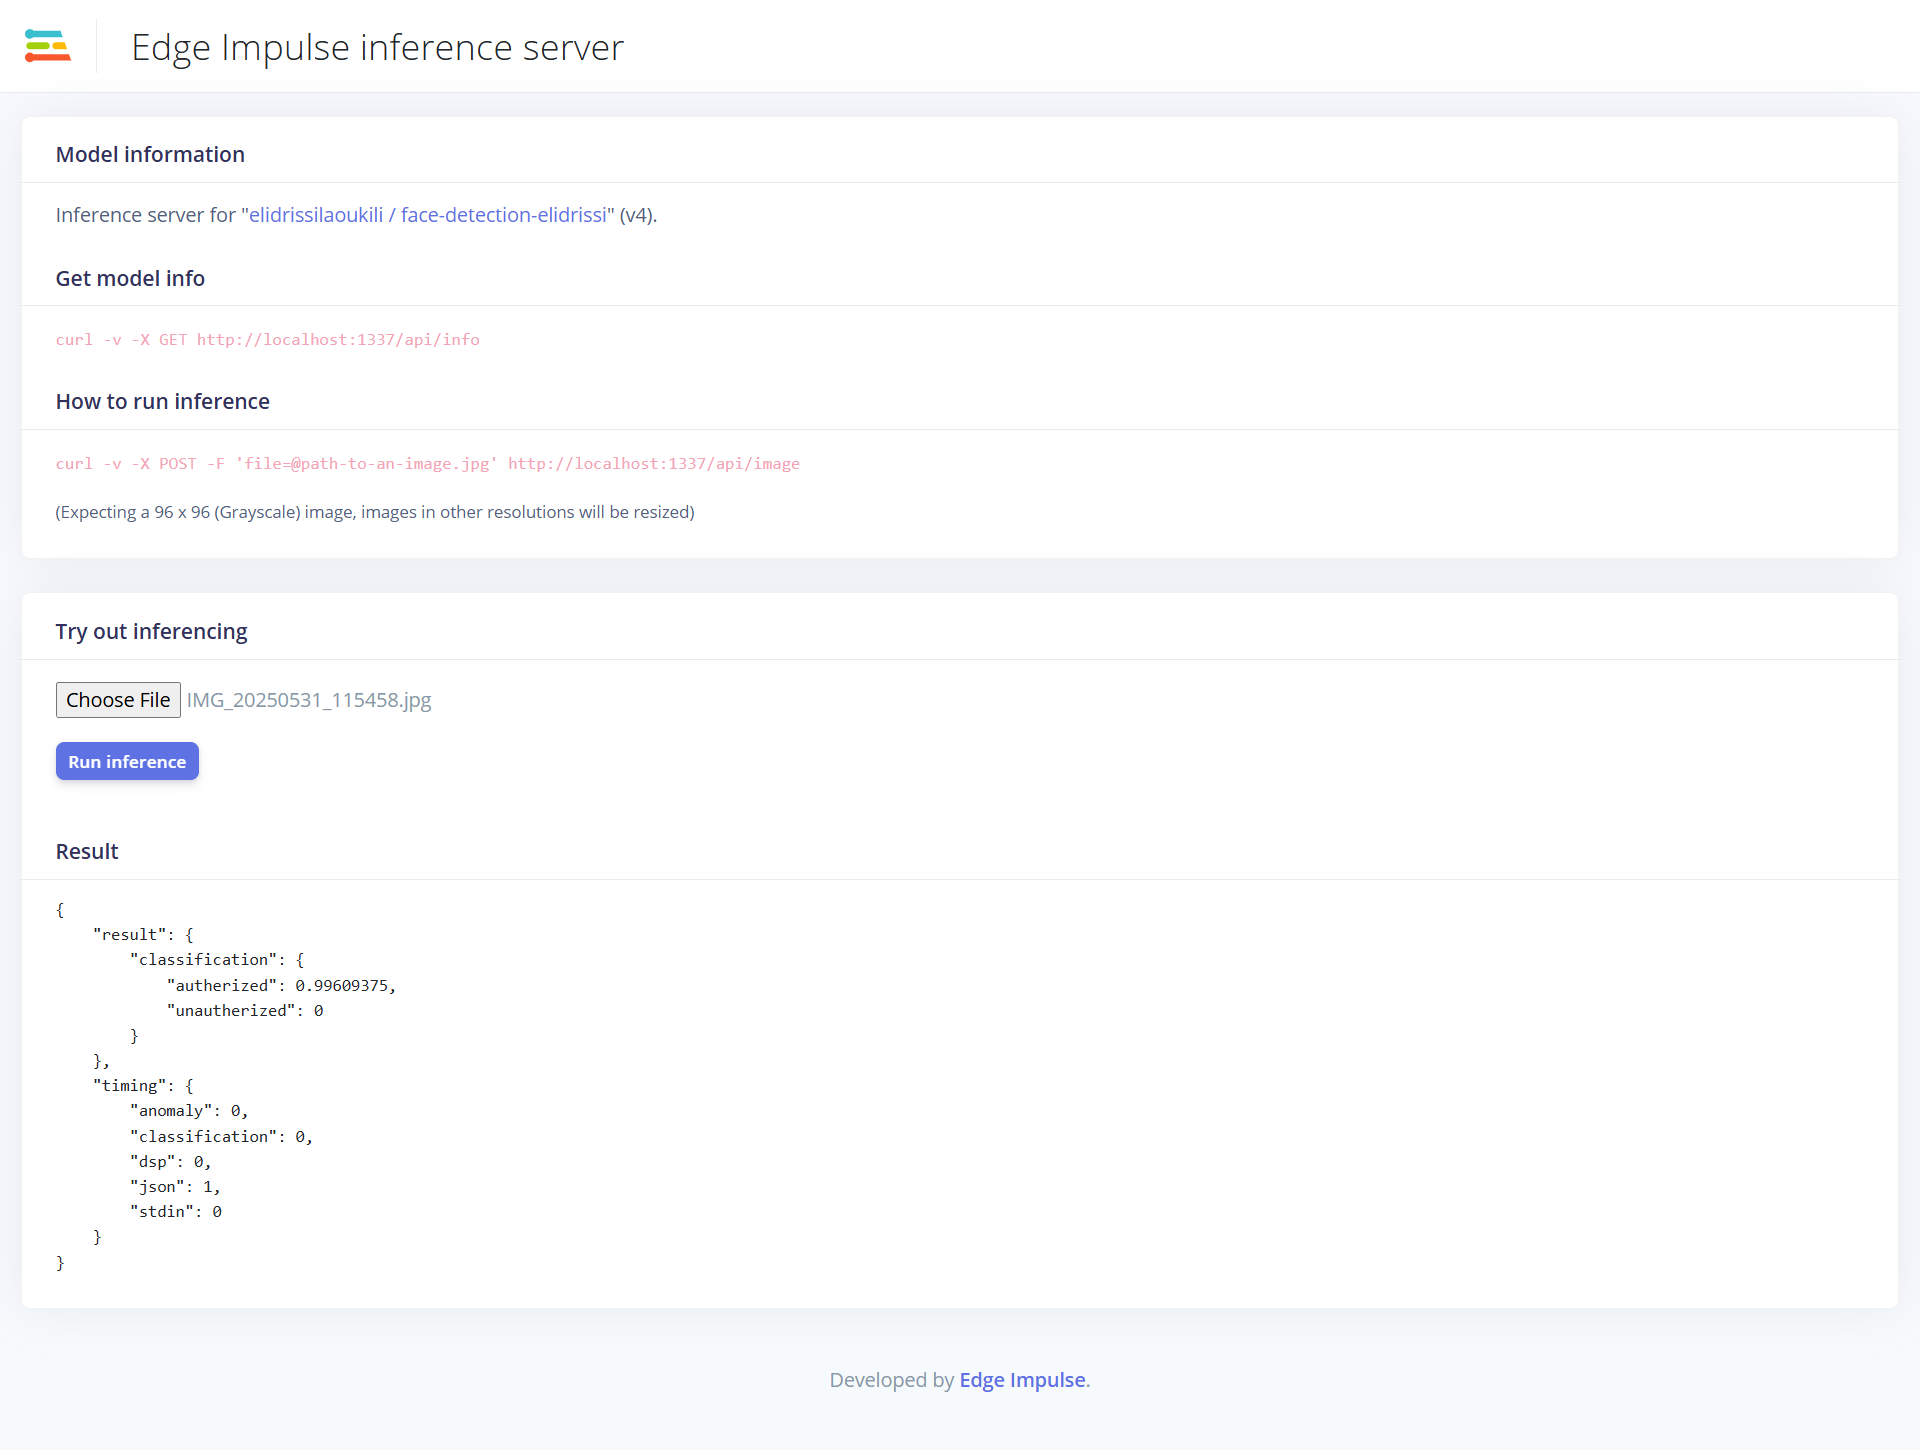 Edge Impulse inference server
Model information
Inference server for "elidrissilaoukili / face-detection-elidrissi" (v4).
Get model info
curl -v -X GET http://localhost:1337/api/info
How to run inference
curl -v -X POST -F 'file=@path-to-an-image.jpg' http://localhost:1337/api/image
(Expecting a 96 x 96 (Grayscale) image, images in other resolutions will be resized)
Try out inferencing
Choose File IMG_20250531_115458.jpg
Run inference
Result
{
    "result": {
        "classification": {
            "autherized": 0.99609375,
            "unautherized": 0
        }
    },
    "timing": {
        "anomaly": 0,
        "classification": 0,
        "dsp": 0,
        "json": 1,
        "stdin": 0
    }
}
Developed by Edge Impulse.